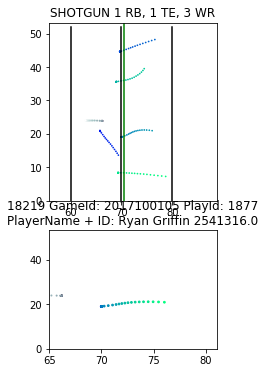 SHOTGUN 1 RB, 1 TE, 3 WR
50
40
30
20
10
0
60 70 80
18219 GameId: 2017100105 PlayId: 1877
PlayerName + ID: Ryan Griffin 2541316.0
40
20
0
65 70 75 80